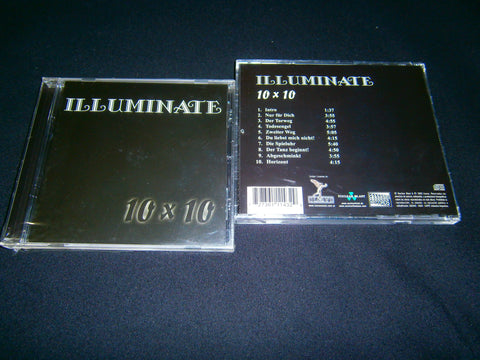 ILLUMINATE
10 x 10
ILLUMINATE
10 x 10
1. Intro 1:37
2. Nur für Dich 3:55
3. Der Torweg 4:55
4. Todesengel 3:57
5. Zweiter Weg 5:05
6. Du liebst mich nicht! 4:15
7. Die Spieluhr 5:40
8. Der Tanz beginnt! 4:50
9. Abgeschminkt 3:55
10. Horizont 4:15